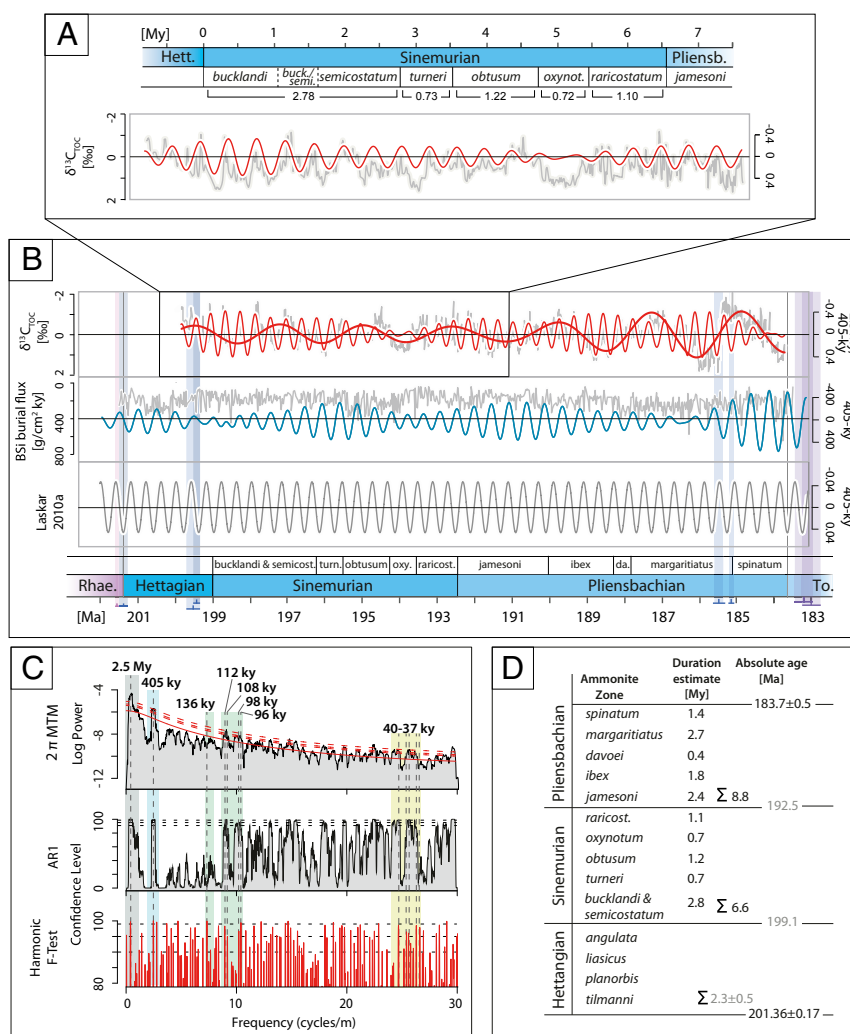 A
[My] 0 1 2 3 4 5 6 7
Hett. Sinemurian Pliensb.
bucklandi buck./ semi. semicostatum turneri obtusum oxynot. raricostatum jamesoni
2.78 0.73 1.22 0.72 1.10
δ¹³C_TOC [‰]
-2
0
2
-0.4
0
0.4
B
δ¹³C_TOC [‰]
-2
0
2
-0.4
0
0.4
405-ky
BSi burial flux [g/cm² ky]
0
400
800
400
0
400
405-ky
Laskar 2010a
-0.04
0
0.04
405-ky
bucklandi & semicost. turn. obtusum oxy. raricost. jamesoni ibex da. margaritiatus spinatum
Rhae. Hettagian Sinemurian Pliensbachian To.
[Ma] 201 199 197 195 193 191 189 187 185 183
C
2.5 My
405 ky
136 ky
112 ky
108 ky
98 ky
96 ky
40-37 ky
2 π MTM
Log Power
-4
-8
-12
AR1
Confidence Level
100
50
0
Harmonic F-Test
100
90
80
0 10 20 30
Frequency (cycles/m)
D
Ammonite Zone
Duration estimate [My]
Absolute age [Ma]
183.7±0.5
Pliensbachian
spinatum 1.4
margaritiatus 2.7
davoei 0.4
ibex 1.8
jamesoni 2.4 Σ 8.8
192.5
Sinemurian
raricost. 1.1
oxynotum 0.7
obtusum 1.2
turneri 0.7
bucklandi & semicostatum 2.8 Σ 6.6
199.1
Hettangian
angulata
liasicus
planorbis
tilmanni Σ 2.3±0.5
201.36±0.17